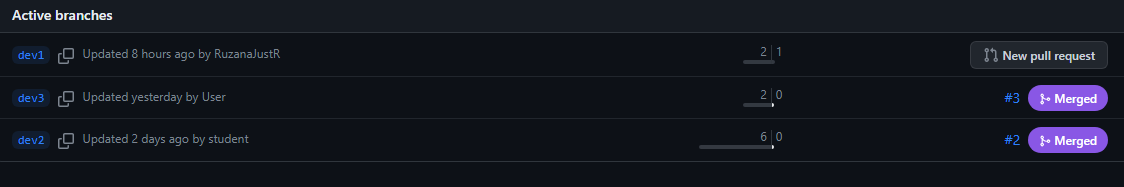 Active branches
dev1 Updated 8 hours ago by RuzanaJustR 2 1 New pull request
dev3 Updated yesterday by User 2 0 #3 Merged
dev2 Updated 2 days ago by student 6 0 #2 Merged